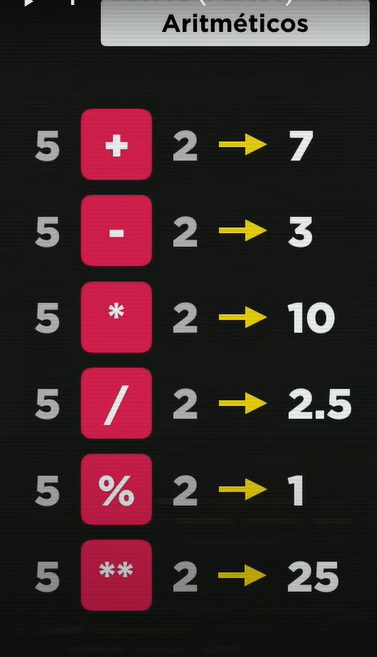 Aritméticos
5 + 2 → 7
5 - 2 → 3
5 * 2 → 10
5 / 2 → 2.5
5 % 2 → 1
5 ** 2 → 25